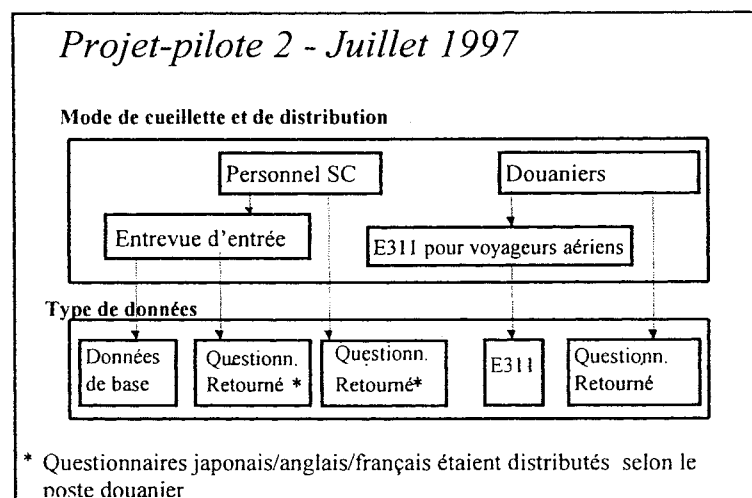 Projet-pilote 2 - Juillet 1997
Mode de cueillette et de distribution
Personnel SC
Douaniers
Entrevue d'entrée
E311 pour voyageurs aériens
Type de données
Données
de base
Questionn.
Retourné *
Questionn.
Retourné*
E311
Questionn.
Retourné
* Questionnaires japonais/anglais/français étaient distribués selon le
poste douanier